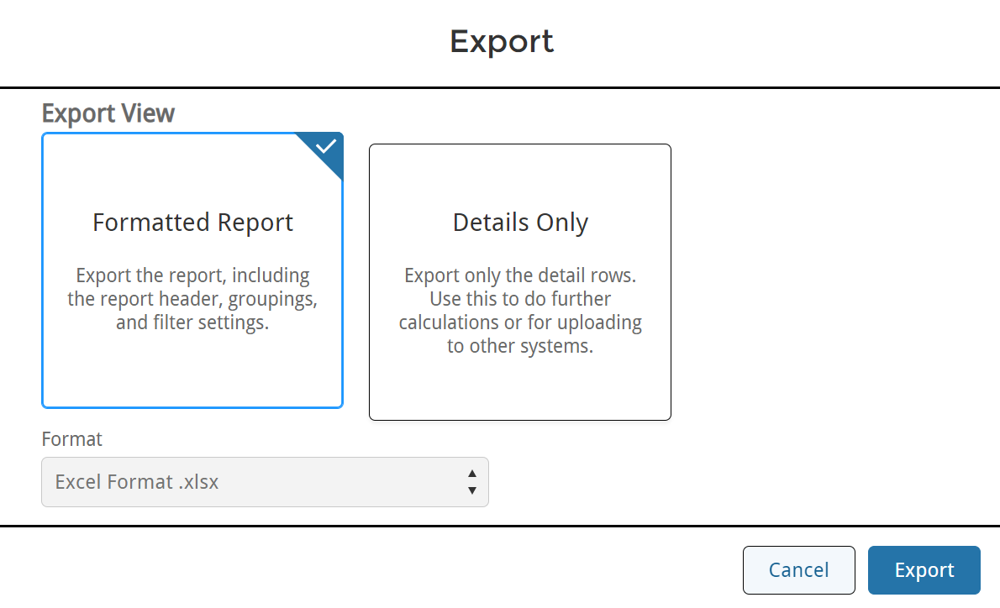 Export
Export View
Formatted Report
Export the report, including
the report header, groupings,
and filter settings.
Details Only
Export only the detail rows.
Use this to do further
calculations or for uploading
to other systems.
Format
Excel Format .xlsx
Cancel
Export